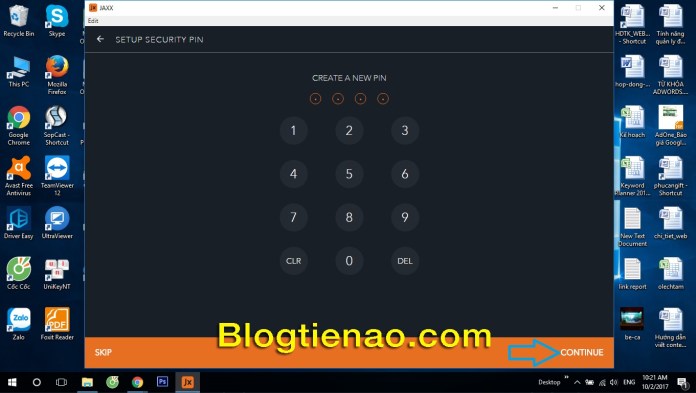 JAXX
Edit
SETUP SECURITY PIN
CREATE A NEW PIN
1 2 3
4 5 6
7 8 9
CLR 0 DEL
Blogtienao.com
SKIP
CONTINUE
Recycle Bin
Skype
This PC
Mozilla Firefox
Google Chrome
SopCast - Shortcut
Avast Free Antivirus
TeamViewer 12
Driver Easy
UltraViewer
Cốc Cốc
UniKeyNT
Zalo
Foxit Reader
HDTK_WEB... - Shortcut
Tính năng quản lý đ...
hop-dong-...
TỪ KHÓA ADWORDS....
Kế hoach
AdOne_Báo giá Googl...
Keyword Planner 201...
phucangift - Shortcut
New Text Document
chi_tiet_web
link report
olechtam
be-ca
Hướng dẫn viết conte...
Desktop
ENG
10:21 AM
10/2/2017